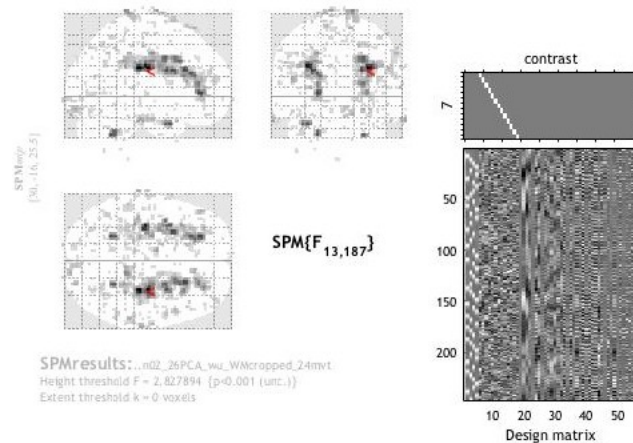 contrast
7
SPMmip
[30, -16, 25.5]
SPM{F13,187}
50
100
150
200
10 20 30 40 50
Design matrix
SPMresults:..n02_26PCA_wu_WMcropped_24mvt
Height threshold F = 2.827894 {p<0.001 (unc.)}
Extent threshold k = 0 voxels